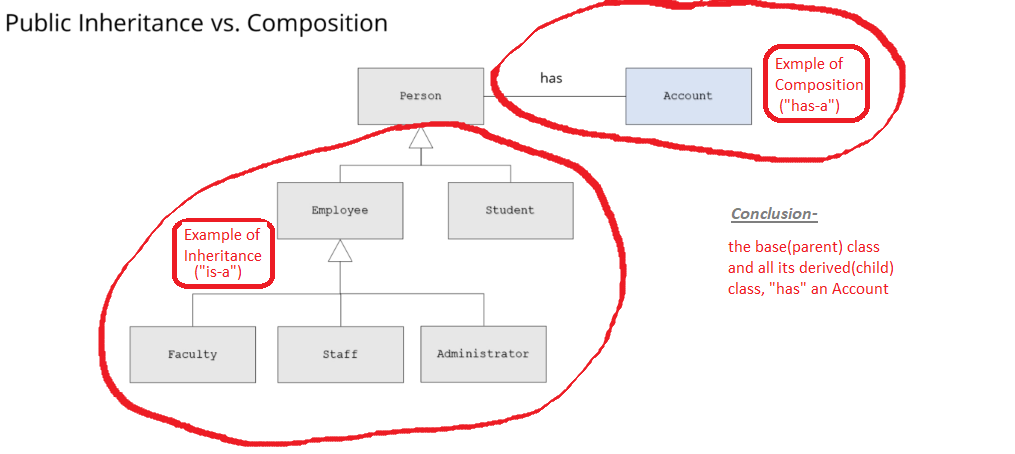 Public Inheritance vs. Composition
has
Person
Account
Exmple of
Composition
("has-a")
Employee
Student
Example of
Inheritance
("is-a")
Conclusion-
the base(parent) class
and all its derived(child)
class, "has" an Account
Faculty
Staff
Administrator